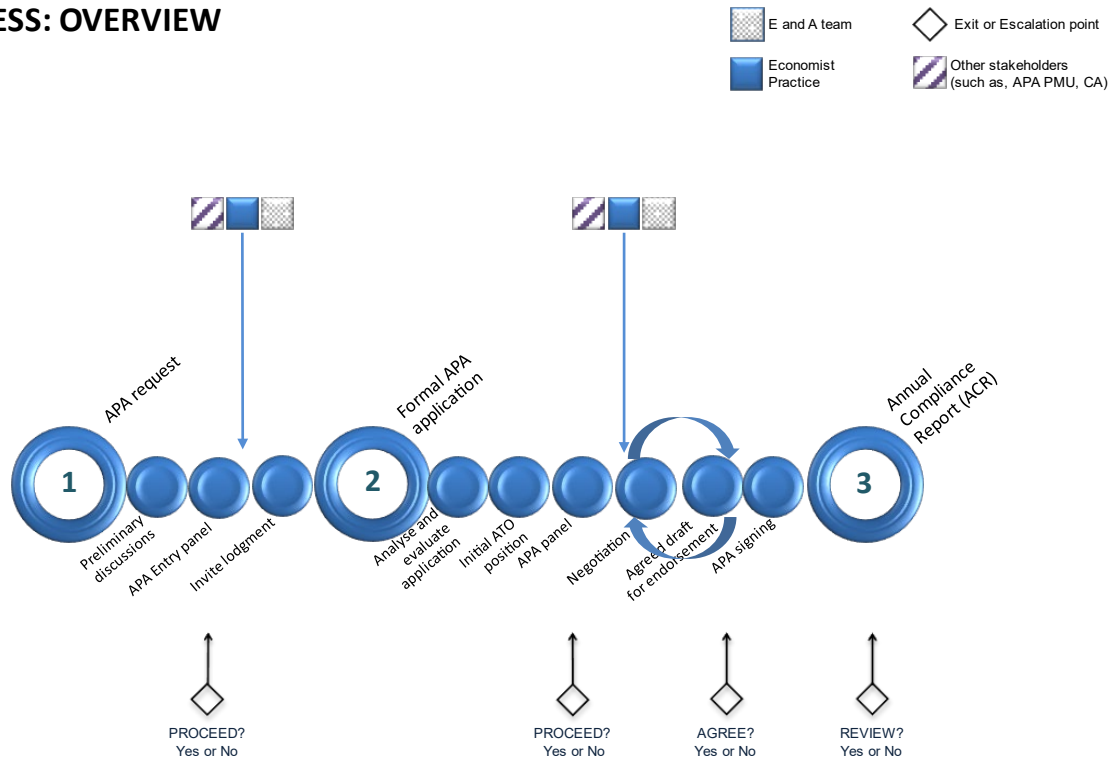 ESS: OVERVIEW
E and A team
Exit or Escalation point
Economist
Practice
Other stakeholders
(such as, APA PMU, CA)
APA request
Formal APA
application
Annual
Compliance
Report (ACR)
1
2
3
Preliminary
discussions
APA Entry panel
Invite lodgment
Analyse and
evaluate
application
Initial ATO
position
APA panel
Negotiation
Agreed draft
for endorsement
APA signing
PROCEED?
Yes or No
PROCEED?
Yes or No
AGREE?
Yes or No
REVIEW?
Yes or No